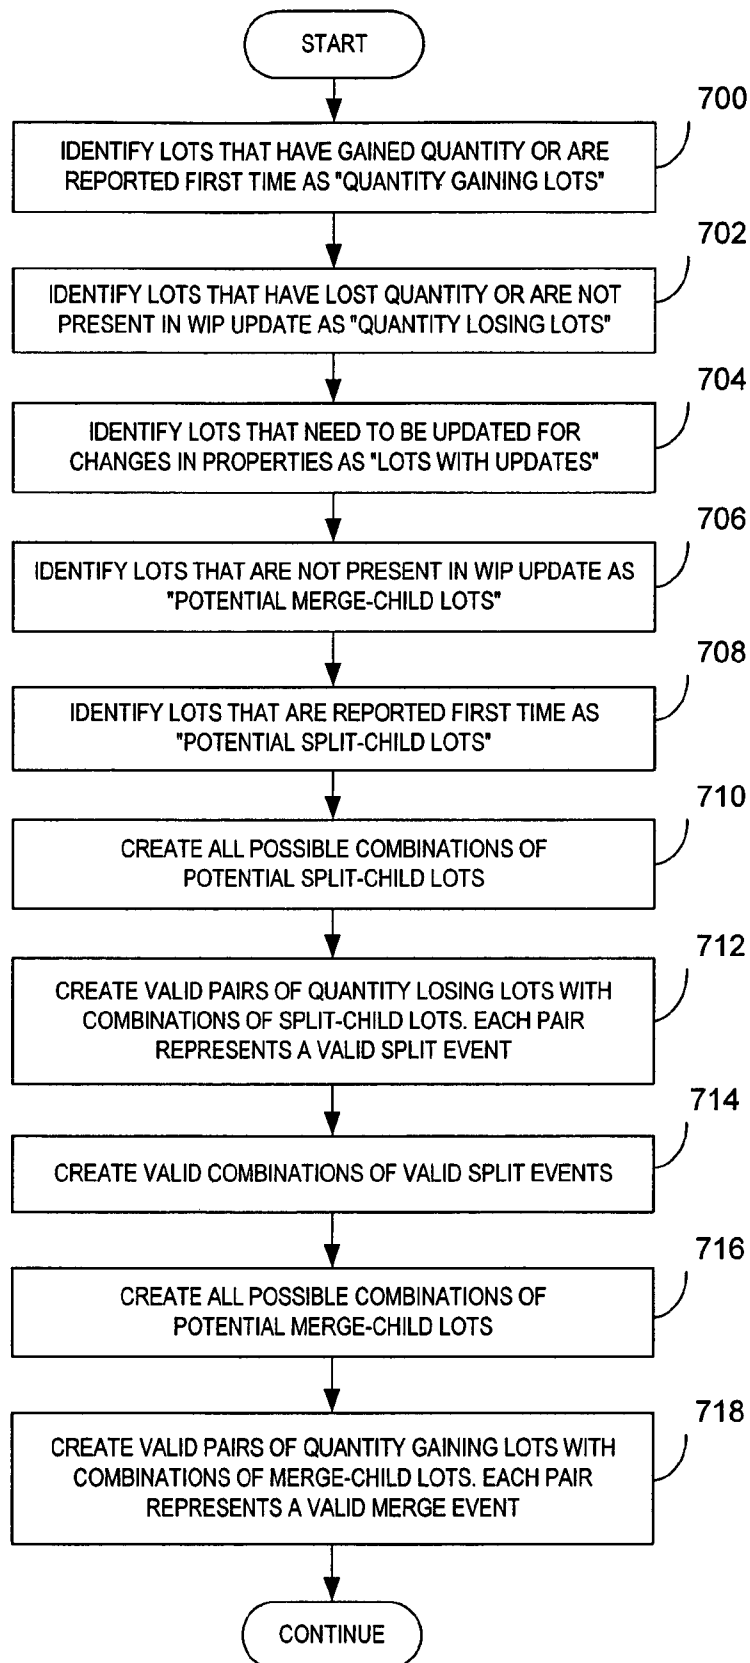 START
700
IDENTIFY LOTS THAT HAVE GAINED QUANTITY OR ARE
REPORTED FIRST TIME AS "QUANTITY GAINING LOTS"
702
IDENTIFY LOTS THAT HAVE LOST QUANTITY OR ARE NOT
PRESENT IN WIP UPDATE AS "QUANTITY LOSING LOTS"
704
IDENTIFY LOTS THAT NEED TO BE UPDATED FOR
CHANGES IN PROPERTIES AS "LOTS WITH UPDATES"
706
IDENTIFY LOTS THAT ARE NOT PRESENT IN WIP UPDATE AS
"POTENTIAL MERGE-CHILD LOTS"
708
IDENTIFY LOTS THAT ARE REPORTED FIRST TIME AS
"POTENTIAL SPLIT-CHILD LOTS"
710
CREATE ALL POSSIBLE COMBINATIONS OF
POTENTIAL SPLIT-CHILD LOTS
712
CREATE VALID PAIRS OF QUANTITY LOSING LOTS WITH
COMBINATIONS OF SPLIT-CHILD LOTS. EACH PAIR
REPRESENTS A VALID SPLIT EVENT
714
CREATE VALID COMBINATIONS OF VALID SPLIT EVENTS
716
CREATE ALL POSSIBLE COMBINATIONS OF
POTENTIAL MERGE-CHILD LOTS
718
CREATE VALID PAIRS OF QUANTITY GAINING LOTS WITH
COMBINATIONS OF MERGE-CHILD LOTS. EACH PAIR
REPRESENTS A VALID MERGE EVENT
CONTINUE